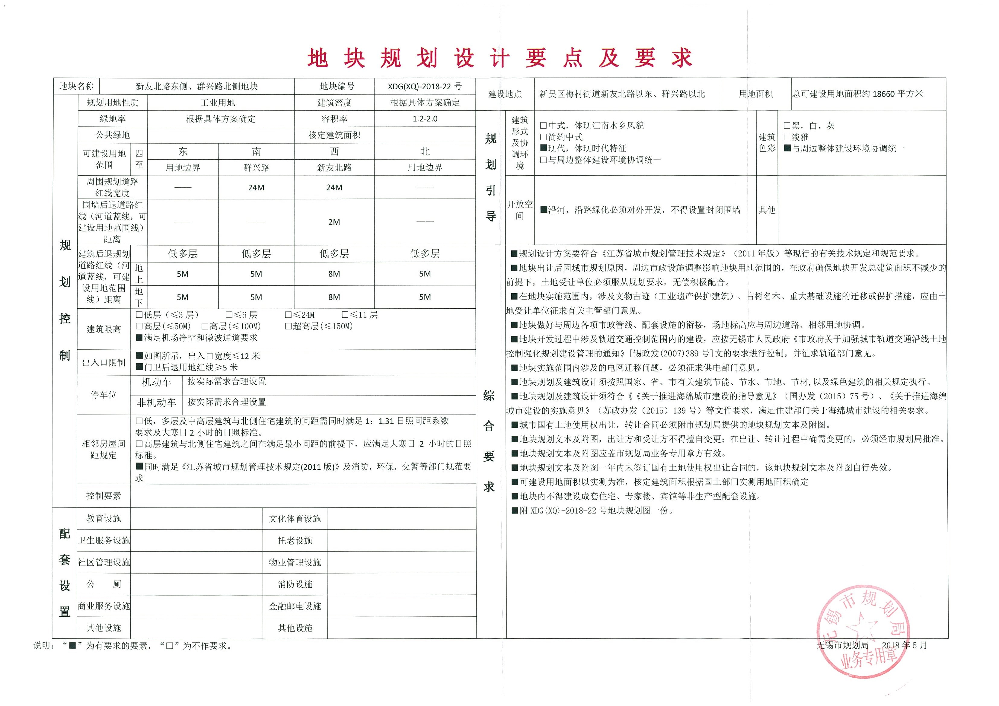 地块规划设计要点及要求
地块名称 新友北路东侧、群兴路北侧地块 地块编号 XDG(XQ)-2018-22 号 建设地点 新吴区梅村街道新友北路以东、群兴路以北 用地面积 总可建设用地面积约 18660 平方米
规划控制
规划用地性质 工业用地 建筑密度 根据具体方案确定
绿地率 根据具体方案确定 容积率 1.2-2.0
公共绿地 核定建筑面积
可建设用地范围 四至 东 南 西 北
用地边界 群兴路 新友北路 用地边界
周围规划道路
红线宽度
—— 24M 24M ——
围墙后退道路红
线（河道蓝线，可
建设用地范围线）
距离
—— —— 2M ——
建筑后退规划
道路红线（河
道蓝线，可建
设用地范围
线）距离
低多层 低多层 低多层 低多层
地上 5M 5M 8M 5M
地下 5M 5M 8M 5M
建筑限高
□低层（≤3 层） □≤6 层 □≤24M □≤11 层
□高层(≤50M) □高层(≤100M) □超高层(≤150M)
■满足机场净空和微波通道要求
出入口限制
■如图所示，出入口宽度≤12 米
■门卫后退用地红线≥5 米
停车位
机动车 按实际需求合理设置
非机动车 按实际需求合理设置
相邻房屋间
距规定
□低，多层及中高层建筑与北侧住宅建筑的间距需同时满足 1：1.31 日照间距系数
要求及大寒日 2 小时的日照标准。
□高层建筑与北侧住宅建筑之间在满足最小间距的前提下，应满足大寒日 2 小时的日照
标准。
■同时满足《江苏省城市规划管理技术规定(2011 版)》及消防，环保，交警等部门规范要
求
控制要素
配套设置
教育设施 文化体育设施
卫生服务设施 托老设施
社区管理设施 物业管理设施
公 厕 消防设施
商业服务设施 金融邮电设施
其他设施 其他设施
规划引导
建筑
形式
及协
调环
境
□中式，体现江南水乡风貌
□简约中式
■现代，体现时代特征
□与周边整体建设环境协调统一
建筑
色彩
□黑，白，灰
□淡雅
■与周边整体建设环境协调统一
开放空
间
■沿河，沿路绿化必须对外开发，不得设置封闭围墙
其他
综合要求
■规划设计方案要符合《江苏省城市规划管理技术规定》（2011 年版）等现行的有关技术规定和规范要求。
■地块出让后因城市规划原因，周边市政设施调整影响地块用地范围的，在政府确保地块开发总建筑面积不减少的
前提下，土地受让单位必须服从规划要求，无偿积极配合。
■在地块实施范围内，涉及文物古迹（工业遗产保护建筑）、古树名木、重大基础设施的迁移或保护措施，应由土
地受让单位征求有关主管部门意见。
■地块做好与周边各项市政管线、配套设施的衔接，场地标高应与周边道路、相邻用地协调。
■地块开发过程中涉及轨道交通控制范围内的建设，应按无锡市人民政府《市政府关于加强城市轨道交通沿线土地
控制强化规划建设管理的通知》[锡政发(2007)389 号]文的要求进行控制，并征求轨道部门意见。
■地块实施范围内涉及的电网迁移问题，必须征求供电部门意见。
■地块规划及建筑设计须按照国家、省、市有关建筑节能、节水、节地、节材,以及绿色建筑的相关规定执行。
■地块规划及建筑设计须符合《《关于推进海绵城市建设的指导意见》（国办发（2015）75 号）、《关于推进海绵
城市建设的实施意见》（苏政办发（2015）139 号）等文件要求，满足住建部门关于海绵城市建设的相关要求。
■城市国有土地使用权出让，转让合同必须附市规划局提供的地块规划文本及附图。
■地块规划文本及附图，出让方和受让方不得擅自变更；在出让、转让过程中确需变更的，必须经市规划局批准。
■地块规划文本及附图应盖市规划局业务专用章方有效。
■地块规划文本及附图一年内未签订国有土地使用权出让合同的，该地块规划文本及附图自行失效。
■可建设用地面积以实测为准，核定建筑面积根据国土部门实测用地面积确定
■地块内不得建设成套住宅、专家楼、宾馆等非生产型配套设施。
■附 XDG(XQ)-2018-22 号地块规划图一份。
说明：“■”为有要求的要素，“□”为不作要求。
无锡市规划局 2018 年 5 月
无锡市规划局
业务专用章